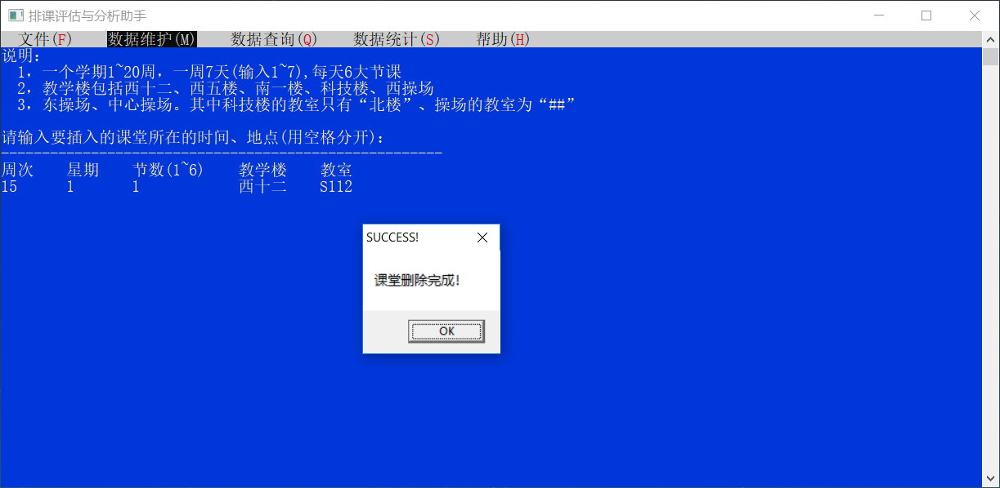 排课评估与分析助手
文件(F) 数据维护(M) 数据查询(Q) 数据统计(S) 帮助(H)
说明：
1，一个学期1~20周，一周7天(输入1~7),每天6大节课
2，教学楼包括西十二、西五楼、南一楼、科技楼、西操场
3，东操场、中心操场。其中科技楼的教室只有“北楼”、操场的教室为“##”
请输入要插入的课堂所在的时间、地点(用空格分开)：
------------------------------------------------------
周次 星期 节数(1~6) 教学楼 教室
15 1 1 西十二 S112
SUCCESS!
课堂删除完成!
OK